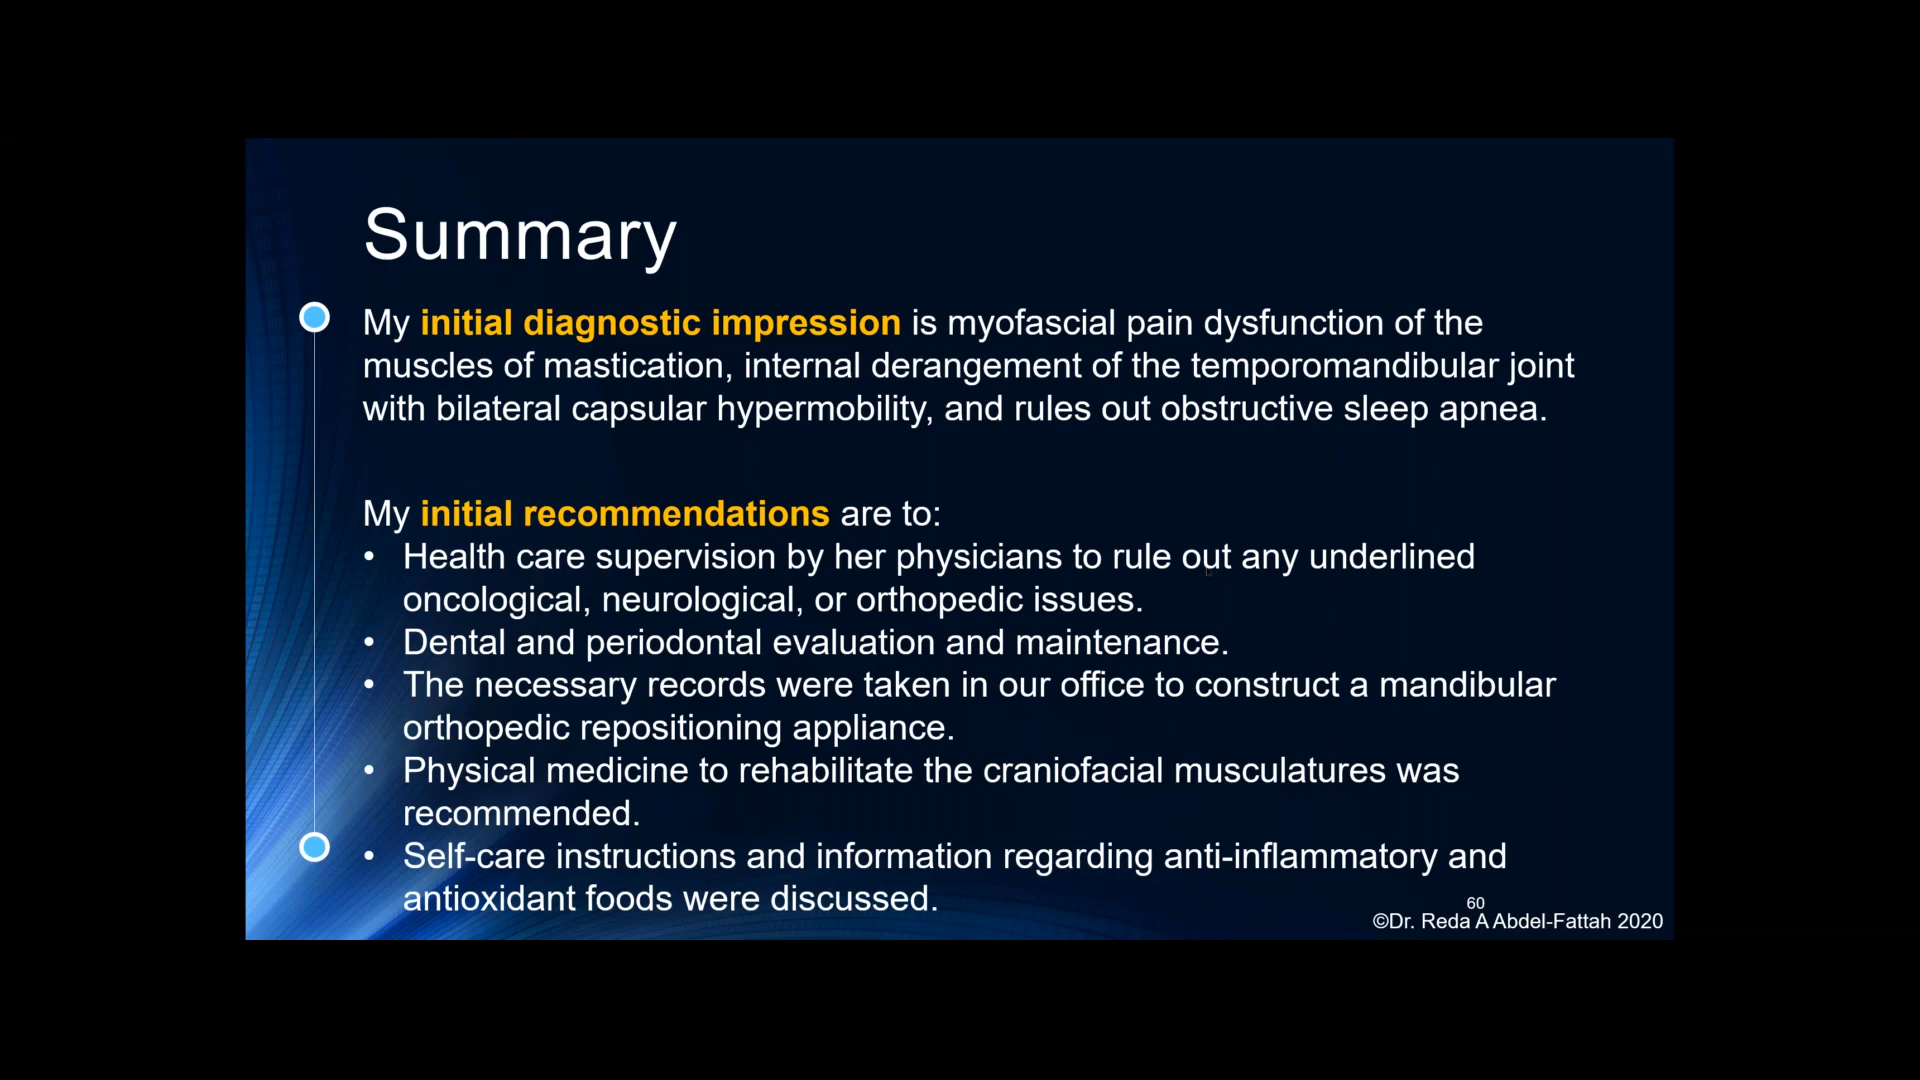 Summary
My initial diagnostic impression is myofascial pain dysfunction of the
muscles of mastication, internal derangement of the temporomandibular joint
with bilateral capsular hypermobility, and rules out obstructive sleep apnea.
My initial recommendations are to:
• Health care supervision by her physicians to rule out any underlined
oncological, neurological, or orthopedic issues.
• Dental and periodontal evaluation and maintenance.
• The necessary records were taken in our office to construct a mandibular
orthopedic repositioning appliance.
• Physical medicine to rehabilitate the craniofacial musculatures was
recommended.
• Self-care instructions and information regarding anti-inflammatory and
antioxidant foods were discussed.
60
©Dr. Reda A Abdel-Fattah 2020